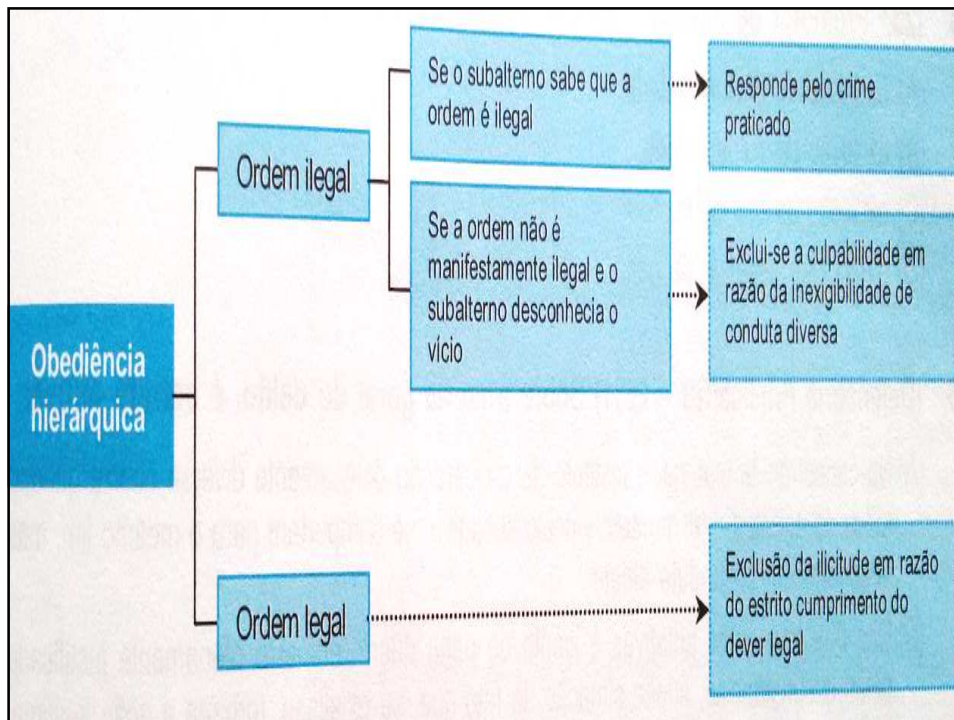 Obediência
hierárquica
Ordem ilegal
Se o subalterno sabe que a
ordem é ilegal
Responde pelo crime
praticado
Se a ordem não é
manifestamente ilegal e o
subalterno desconhecia o
vício
Exclui-se a culpabilidade em
razão da inexigibilidade de
conduta diversa
Ordem legal
Exclusão da ilicitude em razão
do estrito cumprimento do
dever legal